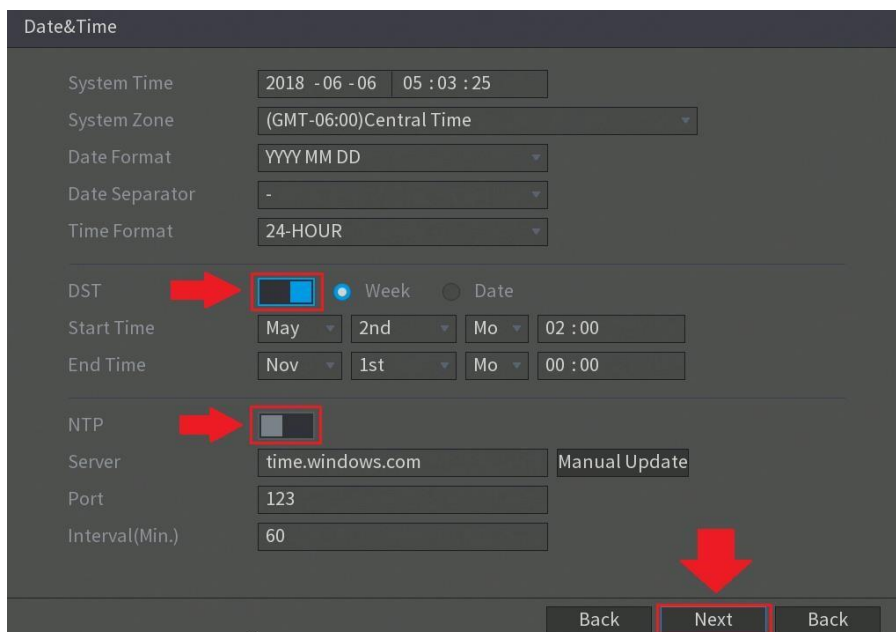 Date&Time
System Time 2018 - 06 - 06 05 : 03 : 25
System Zone (GMT-06:00)Central Time
Date Format YYYY MM DD
Date Separator -
Time Format 24-HOUR
DST Week Date
Start Time May 2nd Mo 02 : 00
End Time Nov 1st Mo 00 : 00
NTP
Server time.windows.com Manual Update
Port 123
Interval(Min.) 60
Back Next Back